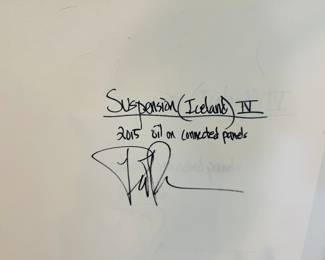 Suspension (Iceland) IV
2015 oil on connected panels